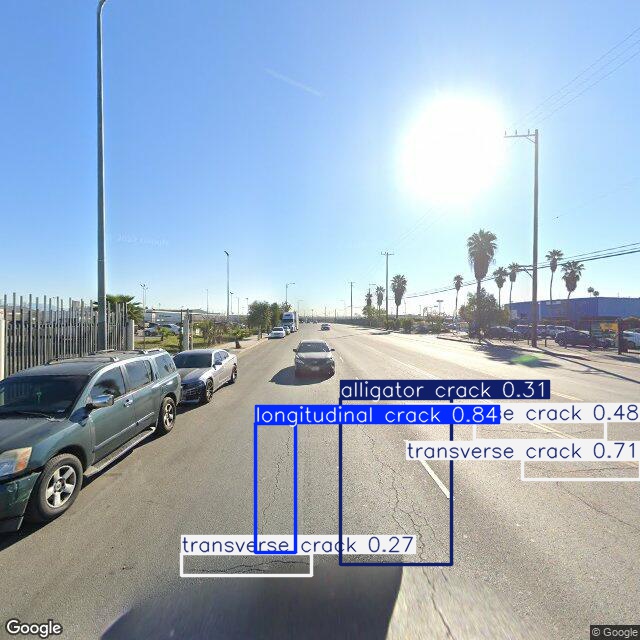 alligator crack 0.31
longitudinal crack 0.84
se crack 0.48
transverse crack 0.71
transverse crack 0.27
Google
© Google